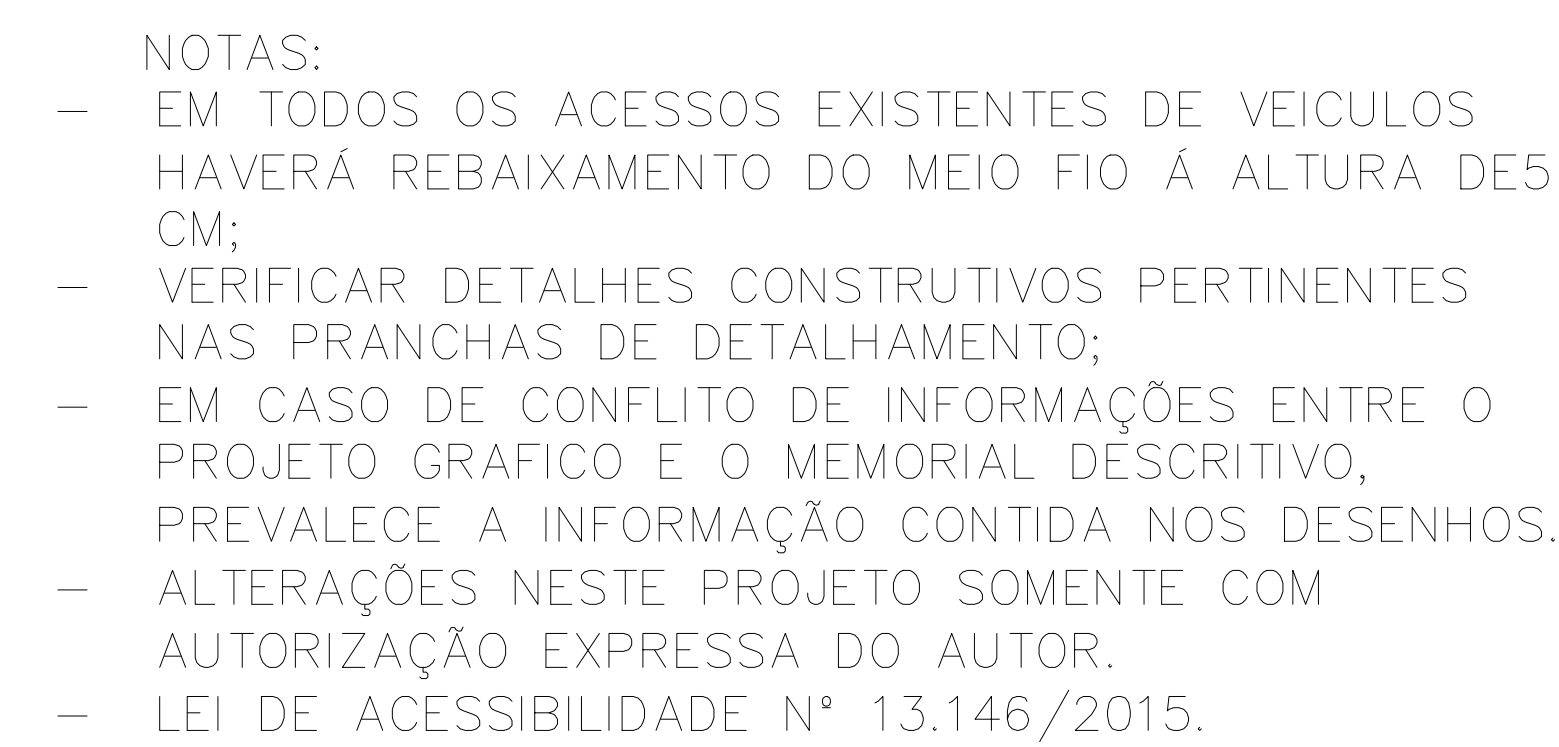 NOTAS:
— EM TODOS OS ACESSOS EXISTENTES DE VEICULOS
HAVERÁ REBAIXAMENTO DO MEIO FIO Á ALTURA DE5
CM;
— VERIFICAR DETALHES CONSTRUTIVOS PERTINENTES
NAS PRANCHAS DE DETALHAMENTO;
— EM CASO DE CONFLITO DE INFORMAÇÕES ENTRE O
PROJETO GRAFICO E O MEMORIAL DESCRITIVO,
PREVALECE A INFORMAÇÃO CONTIDA NOS DESENHOS.
— ALTERAÇÕES NESTE PROJETO SOMENTE COM
AUTORIZAÇÃO EXPRESSA DO AUTOR.
— LEI DE ACESSIBILIDADE Nº 13.146/2015.